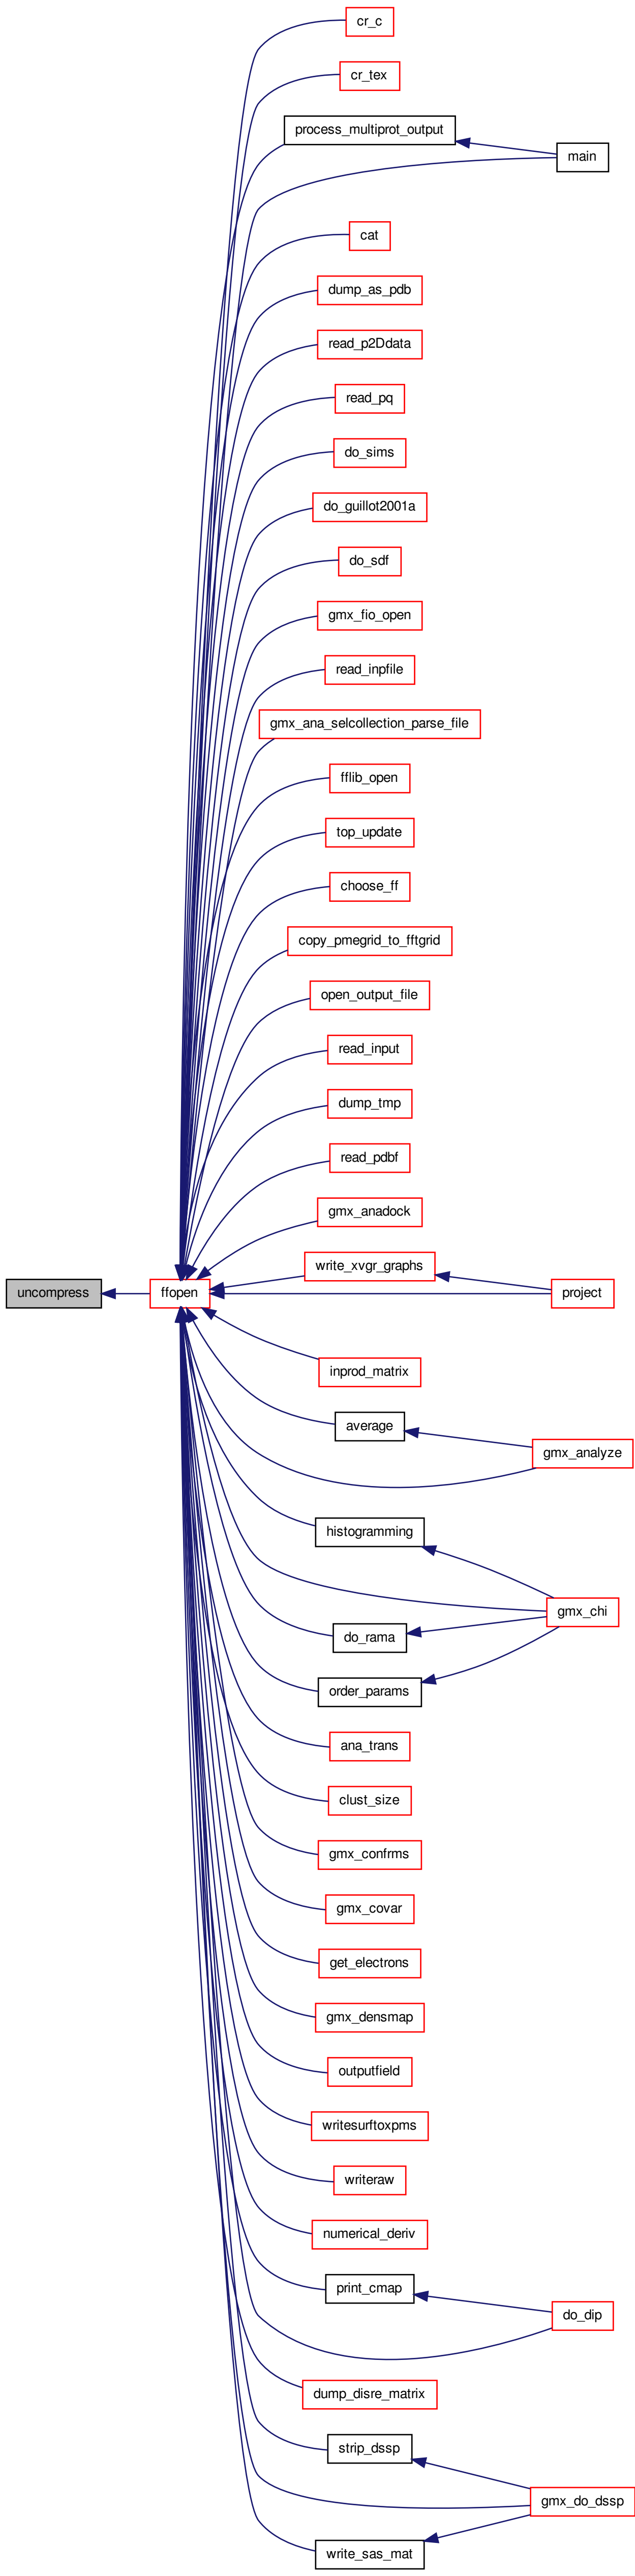 cr_c
cr_tex
process_multiprot_output
main
cat
dump_as_pdb
read_p2Ddata
read_pq
do_sims
do_guillot2001a
do_sdf
gmx_fio_open
read_inpfile
gmx_ana_selcollection_parse_file
fflib_open
top_update
choose_ff
copy_pmegrid_to_fftgrid
open_output_file
read_input
dump_tmp
read_pdbf
gmx_anadock
write_xvgr_graphs
uncompress
ffopen
project
inprod_matrix
average
gmx_analyze
histogramming
gmx_chi
do_rama
order_params
ana_trans
clust_size
gmx_confrms
gmx_covar
get_electrons
gmx_densmap
outputfield
writesurftoxpms
writeraw
numerical_deriv
print_cmap
do_dip
dump_disre_matrix
strip_dssp
gmx_do_dssp
write_sas_mat